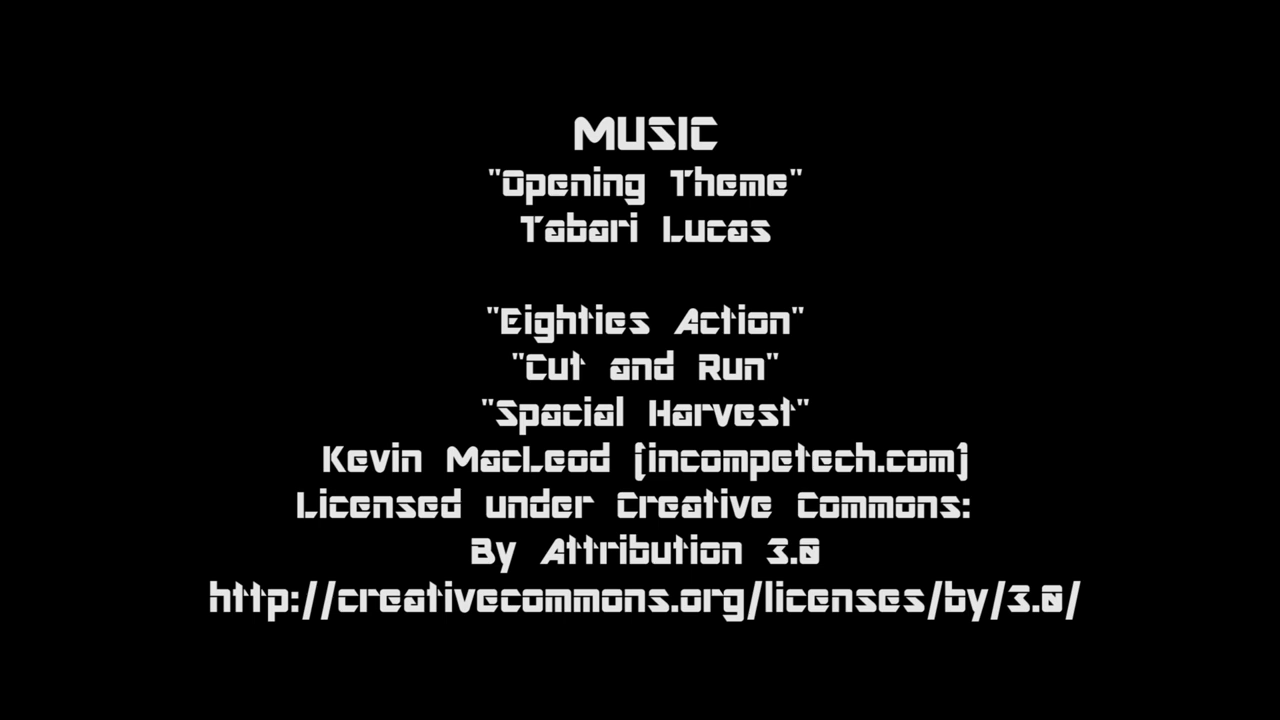 MUSIC
"Opening Theme"
Tabari Lucas
"Eighties Action"
"Cut and Run"
"Spacial Harvest"
Kevin MacLeod (incompetech.com)
Licensed under Creative Commons:
By Attribution 3.0
http://creativecommons.org/licenses/by/3.0/